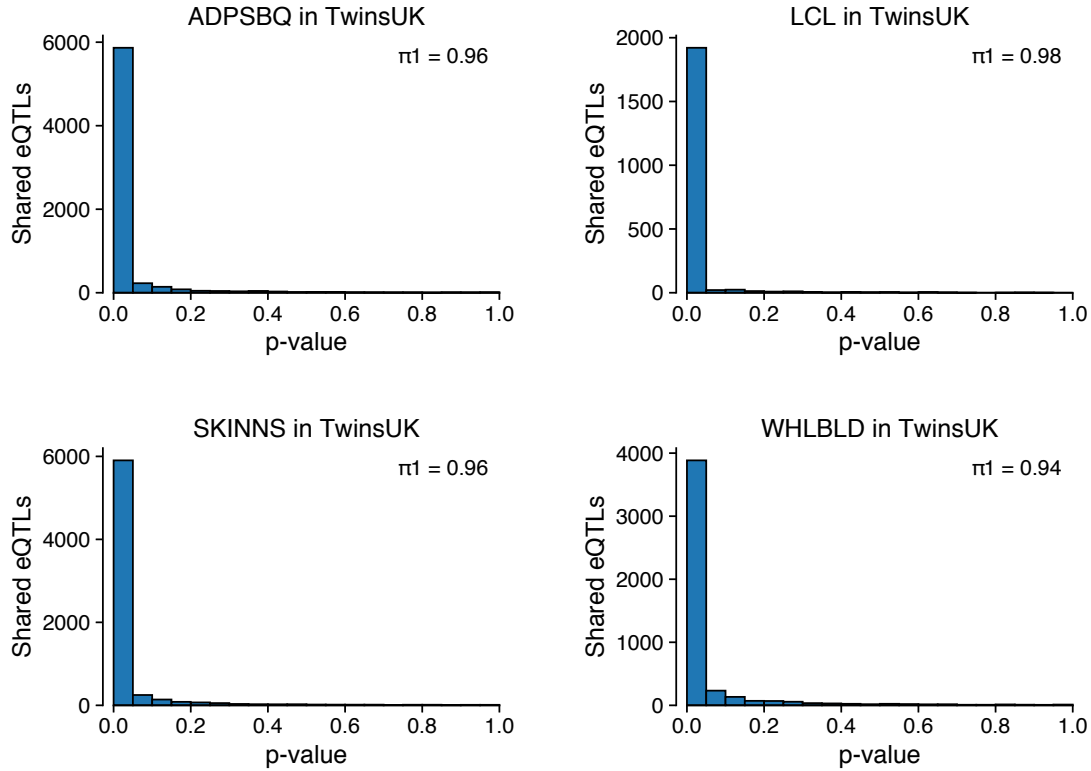 ADPSBQ in TwinsUK
π1 = 0.96
Shared eQTLs
6000
4000
2000
0
0.0 0.2 0.4 0.6 0.8 1.0
p-value
LCL in TwinsUK
π1 = 0.98
Shared eQTLs
2000
1500
1000
500
0
0.0 0.2 0.4 0.6 0.8 1.0
p-value
SKINNS in TwinsUK
π1 = 0.96
Shared eQTLs
6000
4000
2000
0
0.0 0.2 0.4 0.6 0.8 1.0
p-value
WHLBLD in TwinsUK
π1 = 0.94
Shared eQTLs
4000
3000
2000
1000
0
0.0 0.2 0.4 0.6 0.8 1.0
p-value